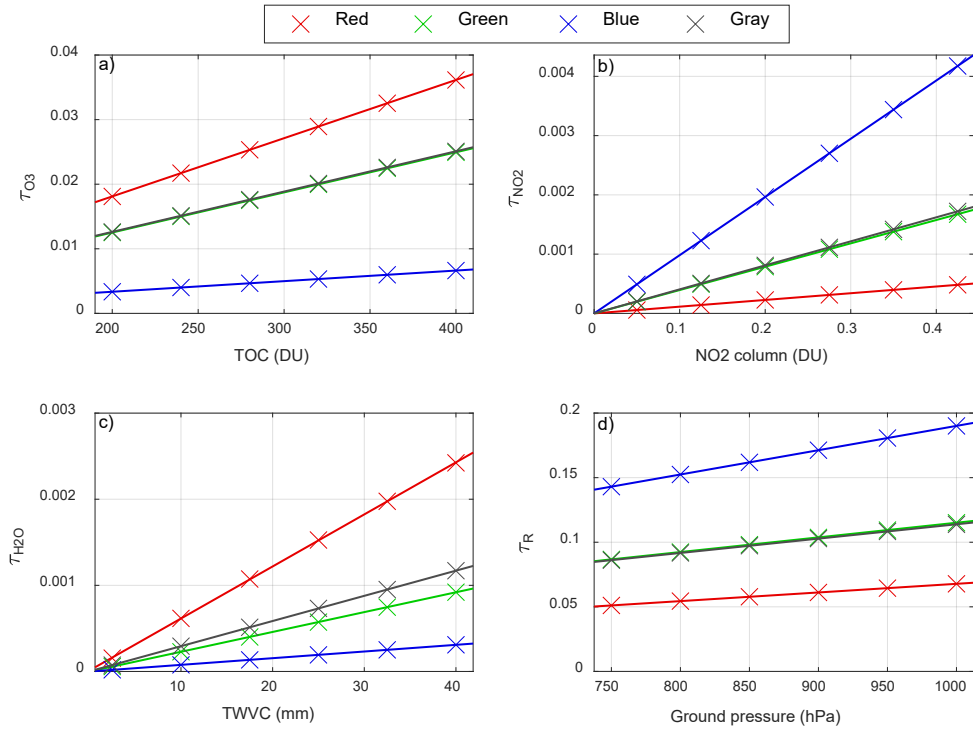 Red Green Blue Gray
a)
0.04
0.03
0.02
0.01
0
τO3
200 250 300 350 400
TOC (DU)
b)
0.004
0.003
0.002
0.001
0
τNO2
0 0.1 0.2 0.3 0.4
NO2 column (DU)
c)
0.003
0.002
0.001
0
τH2O
10 20 30 40
TWVC (mm)
d)
0.2
0.15
0.1
0.05
0
τR
750 800 850 900 950 1000
Ground pressure (hPa)